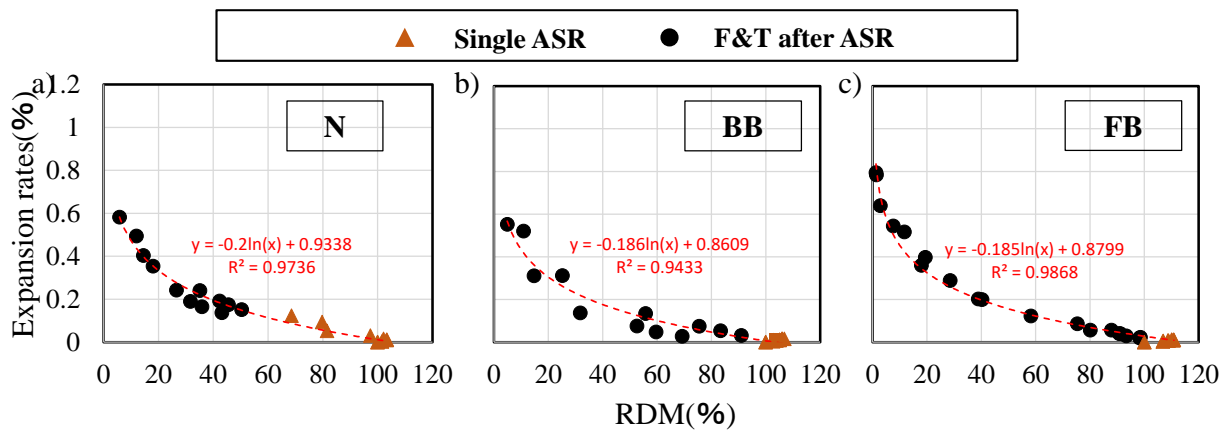 Single ASR
F&T after ASR
a)
b)
c)
1.2
1
0.8
0.6
0.4
0.2
0
Expansion rates(%)
N
BB
FB
y = -0.2ln(x) + 0.9338
R² = 0.9736
y = -0.186ln(x) + 0.8609
R² = 0.9433
y = -0.185ln(x) + 0.8799
R² = 0.9868
0 20 40 60 80 100 120
0 20 40 60 80 100 120
0 20 40 60 80 100 120
RDM(%)